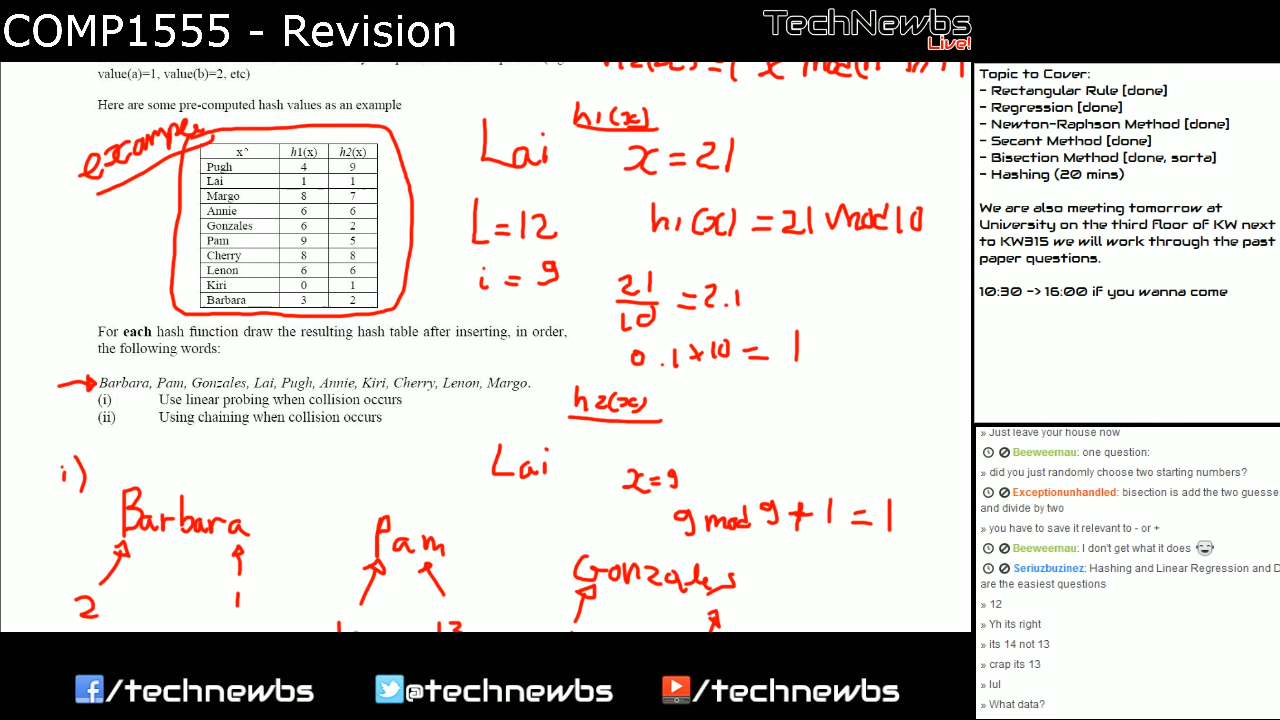 COMP1555 - Revision
TechNewbs
Live!
value(a)=1, value(b)=2, etc)
Here are some pre-computed hash values as an example
example
x^ h1(x) h2(x)
Pugh 4 9
Lai 1 1
Margo 8 7
Annie 6 6
Gonzales 6 2
Pam 9 5
Cherry 8 8
Lenon 6 6
Kiri 0 1
Barbara 3 2
For each hash function draw the resulting hash table after inserting, in order,
the following words:
Barbara, Pam, Gonzales, Lai, Pugh, Annie, Kiri, Cherry, Lenon, Margo.
(i) Use linear probing when collision occurs
(ii) Using chaining when collision occurs
h1(x)
Lai x = 21
L = 12 h1(x) = 21 mod 10
i = 9
21/10 = 2.1
0.1 x 10 = 1
h2(x)
Lai
x = 9
9 mod 9 + 1 = 1
i)
Barbara
2 1
Pam
13
Gonzales
Topic to Cover:
- Rectangular Rule [done]
- Regression [done]
- Newton-Raphson Method [done]
- Secant Method [done]
- Bisection Method [done, sorta]
- Hashing (20 mins)
We are also meeting tomorrow at
University on the third floor of KW next
to KW315 we will work through the past
paper questions.
10:30 -> 16:00 if you wanna come
» Just leave your house now
Beeweemau: one question:
» did you just randomly choose two starting numbers?
Exceptionunhandled: bisection is add the two guesse
and divide by two
» you have to save it relevant to - or +
Beeweemau: I don't get what it does
Seriuzbuzinez: Hashing and Linear Regression and D
are the easiest questions
» 12
» Yh its right
» its 14 not 13
» crap its 13
» lul
» What data?
/technewbs
@technewbs
/technewbs